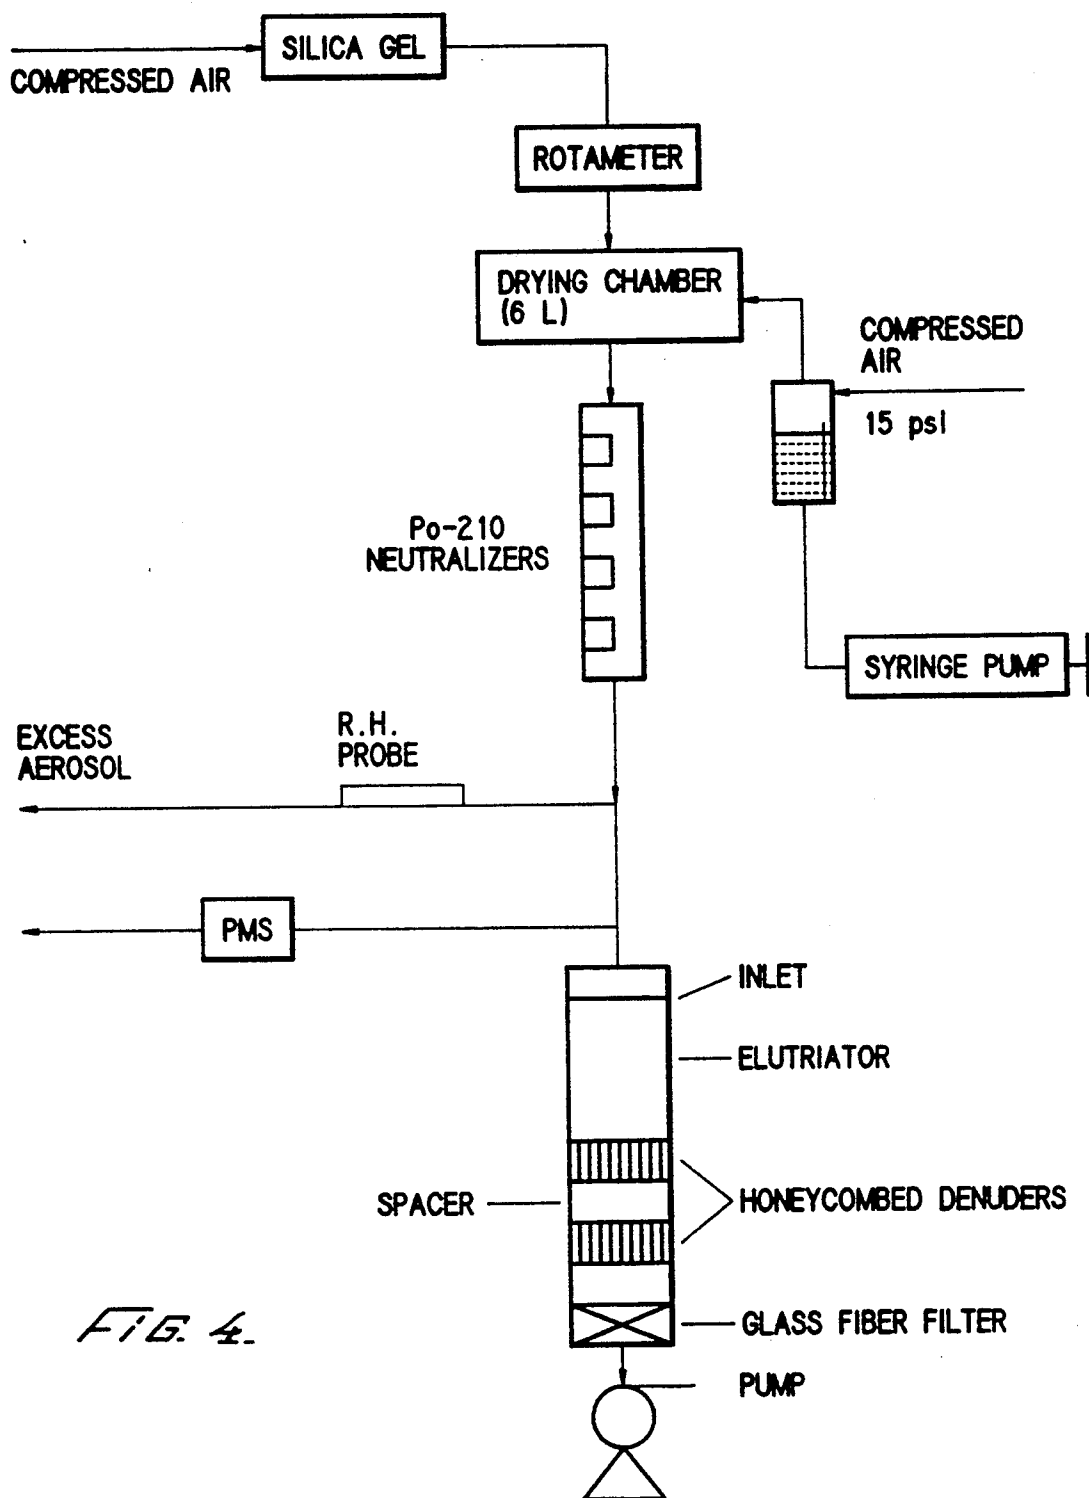 SILICA GEL
COMPRESSED AIR
ROTAMETER
DRYING CHAMBER
(6 L)
COMPRESSED
AIR
15 psi
Po-210
NEUTRALIZERS
SYRINGE PUMP
EXCESS
AEROSOL
R.H.
PROBE
PMS
INLET
ELUTRIATOR
SPACER
HONEYCOMBED DENUDERS
GLASS FIBER FILTER
FIG. 4.
PUMP